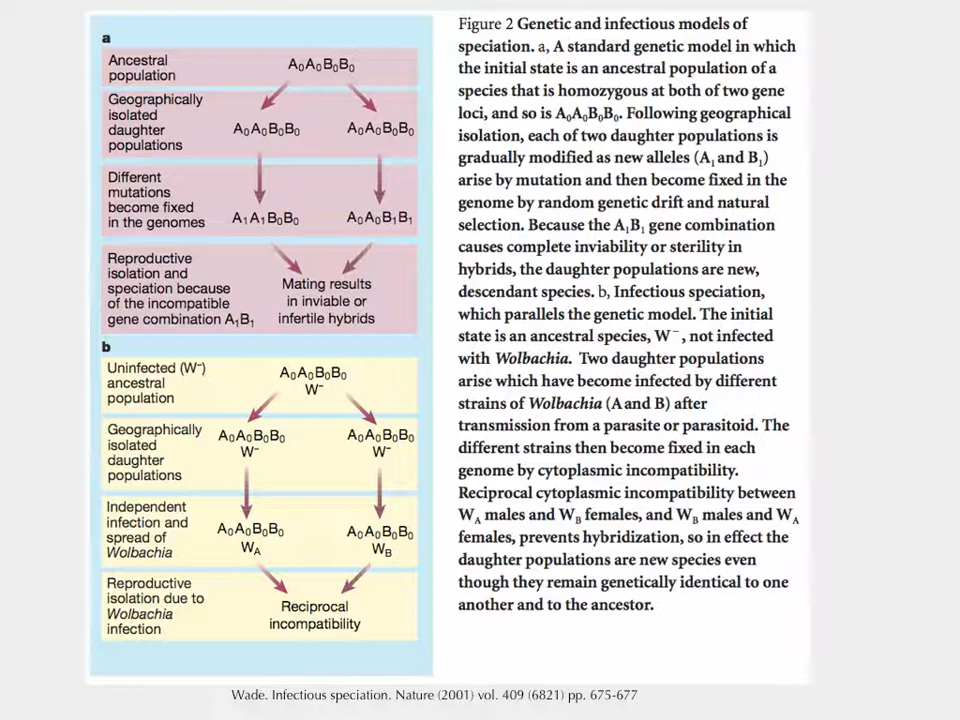 a
Ancestral
population
A₀A₀B₀B₀
Geographically
isolated
daughter
populations
A₀A₀B₀B₀ A₀A₀B₀B₀
Different
mutations
become fixed
in the genomes
A₁A₁B₀B₀ A₀A₀B₁B₁
Reproductive
isolation and
speciation because
of the incompatible
gene combination A₁B₁
Mating results
in inviable or
infertile hybrids
b
Uninfected (W⁻)
ancestral
population
A₀A₀B₀B₀
W⁻
Geographically
isolated
daughter
populations
A₀A₀B₀B₀ A₀A₀B₀B₀
W⁻ W⁻
Independent
infection and
spread of
Wolbachia
A₀A₀B₀B₀ A₀A₀B₀B₀
W_A W_B
Reproductive
isolation due to
Wolbachia
infection
Reciprocal
incompatibility
Figure 2 Genetic and infectious models of
speciation. a, A standard genetic model in which
the initial state is an ancestral population of a
species that is homozygous at both of two gene
loci, and so is A₀A₀B₀B₀. Following geographical
isolation, each of two daughter populations is
gradually modified as new alleles (A₁ and B₁)
arise by mutation and then become fixed in the
genome by random genetic drift and natural
selection. Because the A₁B₁ gene combination
causes complete inviability or sterility in
hybrids, the daughter populations are new,
descendant species. b, Infectious speciation,
which parallels the genetic model. The initial
state is an ancestral species, W⁻, not infected
with Wolbachia. Two daughter populations
arise which have become infected by different
strains of Wolbachia (A and B) after
transmission from a parasite or parasitoid. The
different strains then become fixed in each
genome by cytoplasmic incompatibility.
Reciprocal cytoplasmic incompatibility between
W_A males and W_B females, and W_B males and W_A
females, prevents hybridization, so in effect the
daughter populations are new species even
though they remain genetically identical to one
another and to the ancestor.
Wade. Infectious speciation. Nature (2001) vol. 409 (6821) pp. 675-677